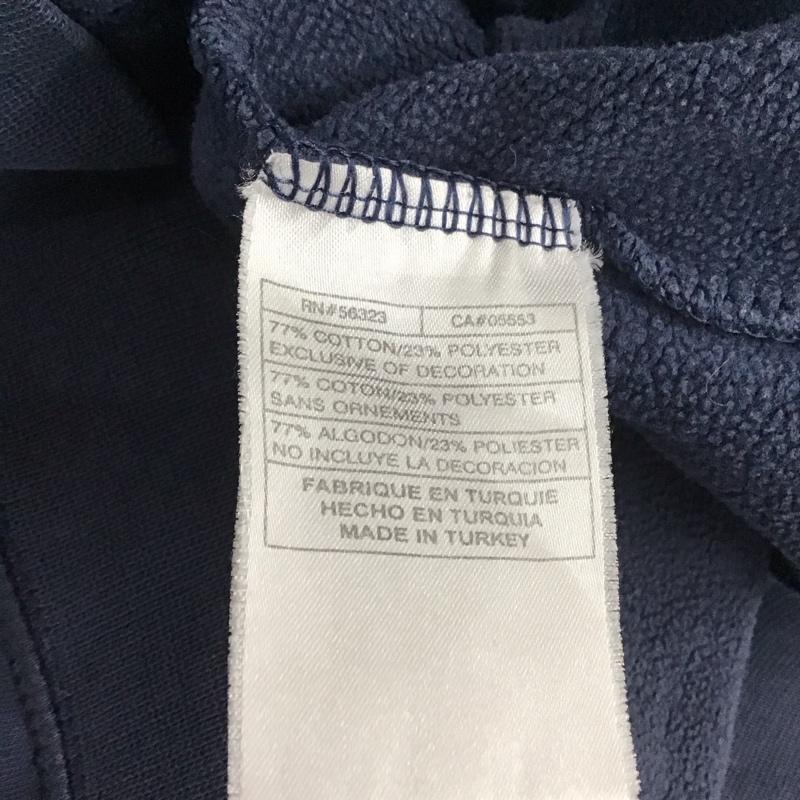 RN#56323 CA#05553
77% COTTON/23% POLYESTER
EXCLUSIVE OF DECORATION
77% COTON/23% POLYESTER
SANS ORNEMENTS
77% ALGODON/23% POLIESTER
NO INCLUYE LA DECORACION
FABRIQUE EN TURQUIE
HECHO EN TURQUIA
MADE IN TURKEY